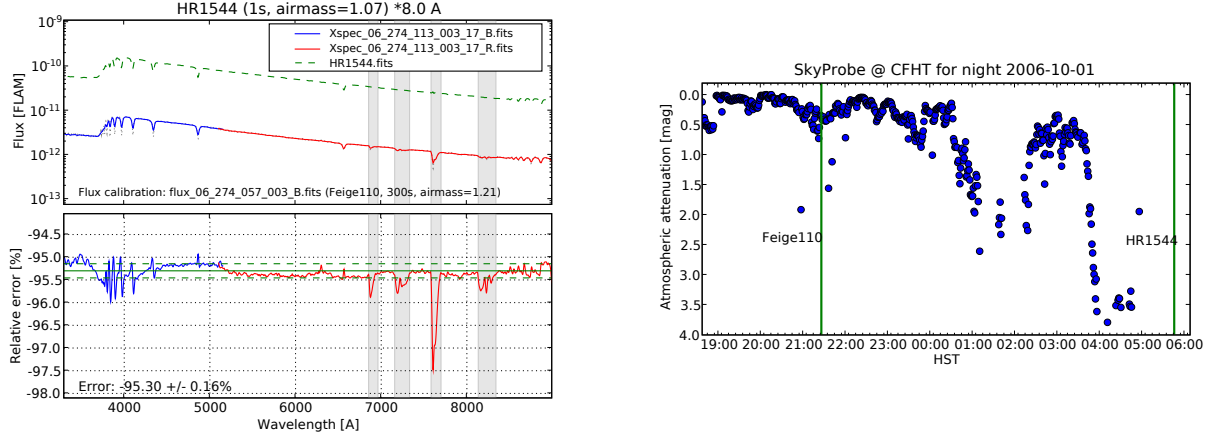 HR1544 (1s, airmass=1.07) *8.0 A
10^-9
10^-10
10^-11
10^-12
10^-13
Flux [FLAM]
Xspec_06_274_113_003_17_B.fits
Xspec_06_274_113_003_17_R.fits
HR1544.fits
Flux calibration: flux_06_274_057_003_B.fits (Feige110, 300s, airmass=1.21)
-94.5
-95.0
-95.5
-96.0
-96.5
-97.0
-97.5
-98.0
Relative error [%]
Error: -95.30 +/- 0.16%
4000 5000 6000 7000 8000
Wavelength [A]
SkyProbe @ CFHT for night 2006-10-01
0.0
0.5
1.0
1.5
2.0
2.5
3.0
3.5
4.0
Atmospheric attenuation [mag]
Feige110
HR1544
19:00 20:00 21:00 22:00 23:00 00:00 01:00 02:00 03:00 04:00 05:00 06:00
HST